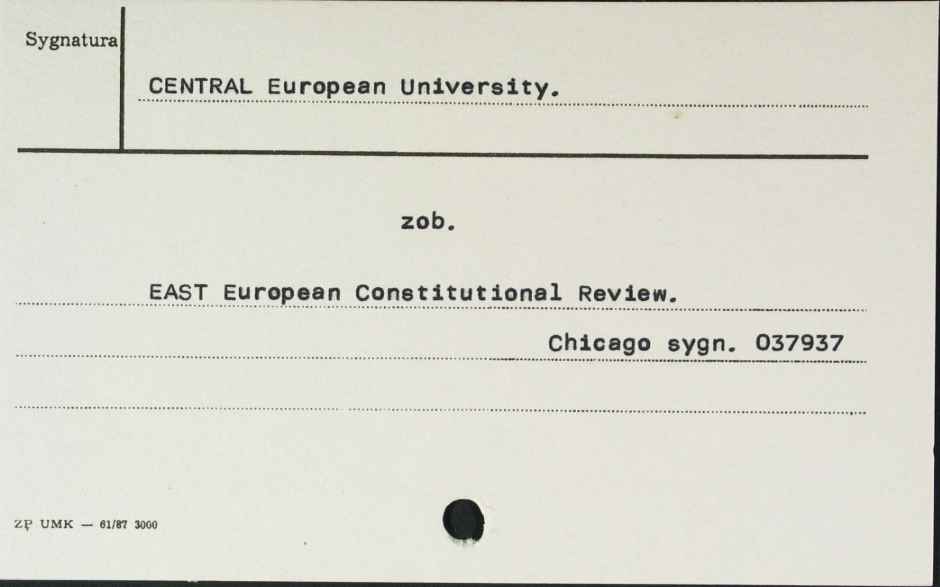 Sygnatura
CENTRAL European University.
zob.
EAST European Constitutional Review.
Chicago sygn. 037937
ZP UMK — 61/87 3000